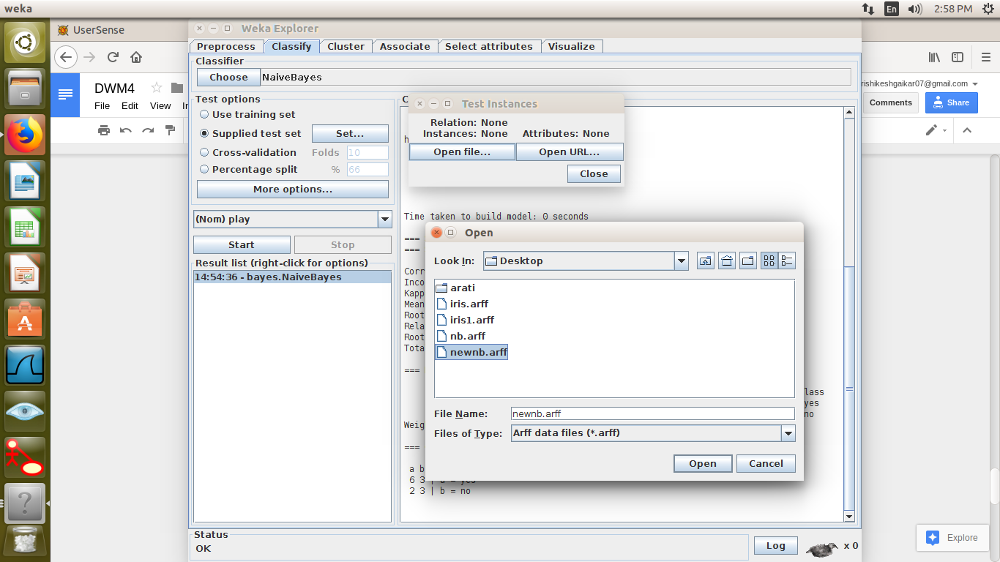 weka
En
2:58 PM
UserSense
DWM4
File Edit View
rishikeshgaikar07@gmail.com
Comments
Share
Weka Explorer
Preprocess Classify Cluster Associate Select attributes Visualize
Classifier
Choose NaiveBayes
Test options
Use training set
Supplied test set Set...
Cross-validation Folds 10
Percentage split % 66
More options...
(Nom) play
Start Stop
Result list (right-click for options)
14:54:36 - bayes.NaiveBayes
Test Instances
Relation: None
Instances: None Attributes: None
Open file... Open URL...
Close
Time taken to build model: 0 seconds
===
===
Corr
Inco
Kapp
Mean
Root
Rela
Root
Tota
===
lass
yes
no
Weig
===
a b
6 3 | a = yes
2 3 | b = no
Open
Look In: Desktop
arati
iris.arff
iris1.arff
nb.arff
newnb.arff
File Name: newnb.arff
Files of Type: Arff data files (*.arff)
Open Cancel
Status
OK
Log x 0
Explore